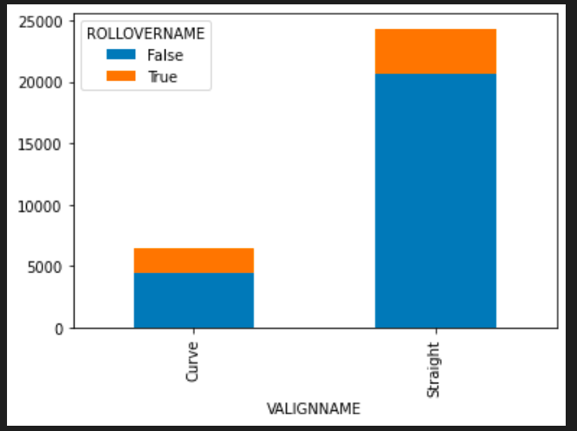 25000
20000
15000
10000
5000
0
ROLLOVERNAME
False
True
Curve
Straight
VALIGNNAME